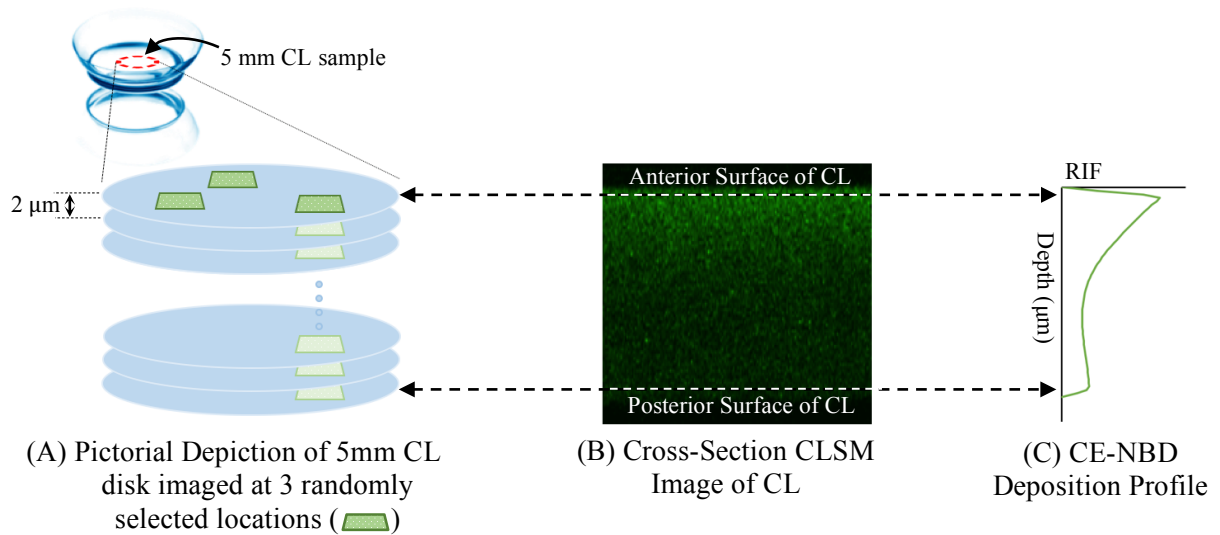 5 mm CL sample
2 μm
Anterior Surface of CL
Posterior Surface of CL
RIF
Depth (μm)
(A) Pictorial Depiction of 5mm CL
disk imaged at 3 randomly
selected locations ( )
(B) Cross-Section CLSM
Image of CL
(C) CE-NBD
Deposition Profile